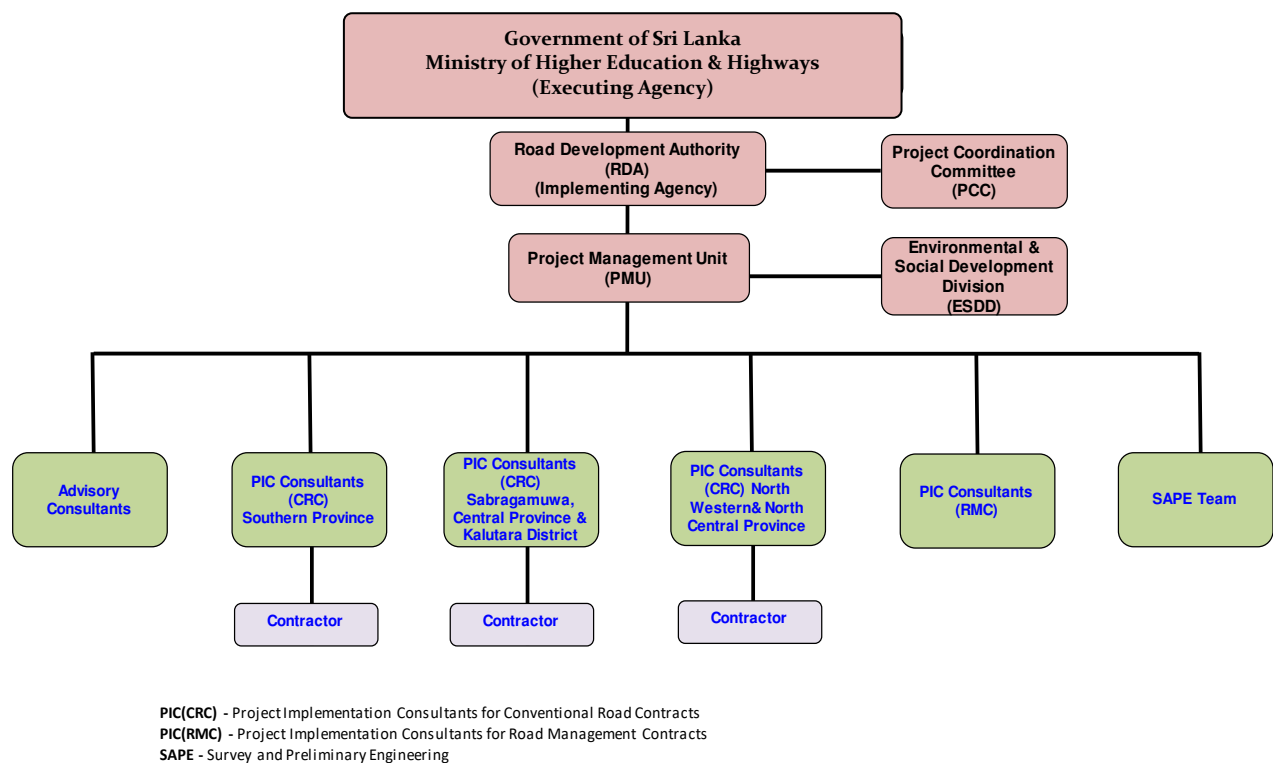 Government of Sri Lanka
Ministry of Higher Education & Highways
(Executing Agency)
Road Development Authority
(RDA)
(Implementing Agency)
Project Coordination
Committee
(PCC)
Project Management Unit
(PMU)
Environmental &
Social Development
Division
(ESDD)
Advisory
Consultants
PIC Consultants
(CRC)
Southern Province
PIC Consultants
(CRC)
Sabragamuwa,
Central Province &
Kalutara District
PIC Consultants
(CRC) North
Western& North
Central Province
PIC Consultants
(RMC)
SAPE Team
Contractor
Contractor
Contractor
PIC(CRC) - Project Implementation Consultants for Conventional Road Contracts
PIC(RMC) - Project Implementation Consultants for Road Management Contracts
SAPE - Survey and Preliminary Engineering